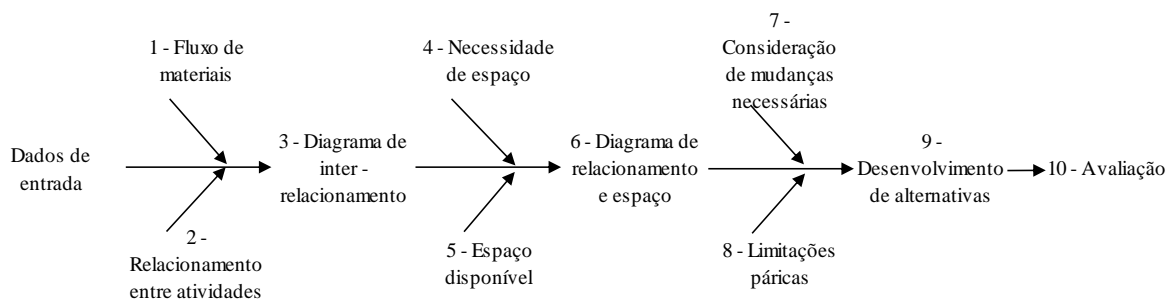 Dados de
entrada
1 - Fluxo de
materiais
2 -
Relacionamento
entre atividades
3 - Diagrama de
inter -
relacionamento
4 - Necessidade
de espaço
5 - Espaço
disponível
6 - Diagrama de
relacionamento
e espaço
7 -
Consideração
de mudanças
necessárias
8 - Limitações
páricas
9 -
Desenvolvimento
de alternativas
10 - Avaliação